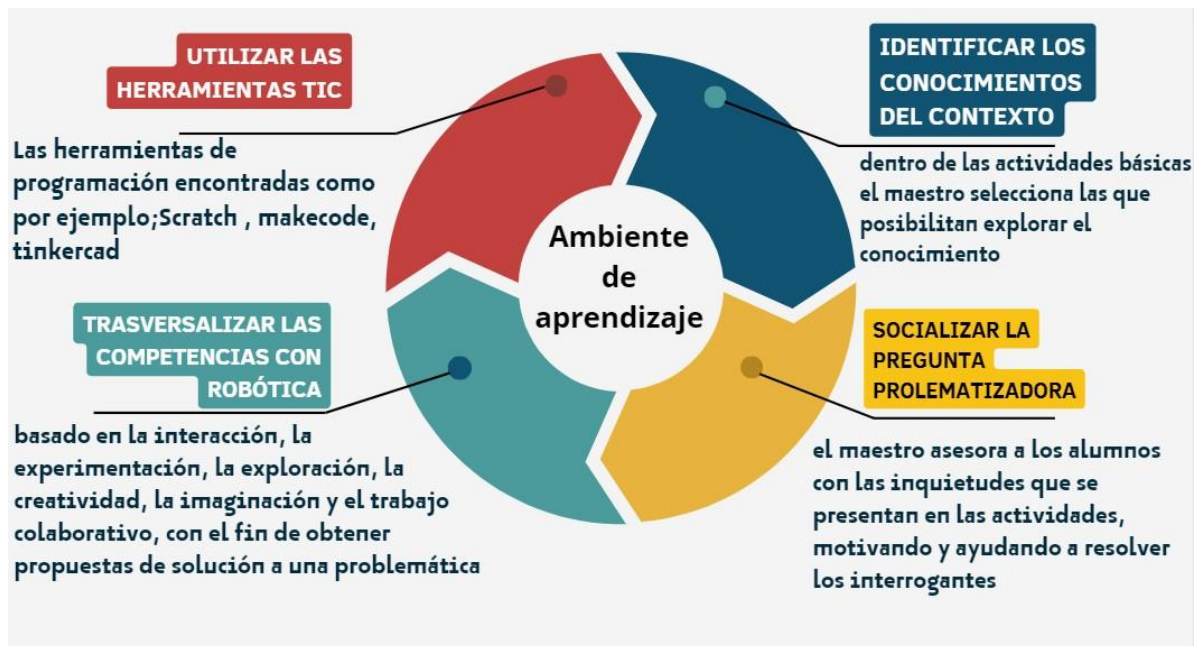 UTILIZAR LAS
HERRAMIENTAS TIC
Las herramientas de
programación encontradas como
por ejemplo;Scratch , makecode,
tinkercad
IDENTIFICAR LOS
CONOCIMIENTOS
DEL CONTEXTO
dentro de las actividades básicas
el maestro selecciona las que
posibilitan explorar el
conocimiento
Ambiente
de
aprendizaje
TRASVERSALIZAR LAS
COMPETENCIAS CON
ROBÓTICA
basado en la interacción, la
experimentación, la exploración, la
creatividad, la imaginación y el trabajo
colaborativo, con el fin de obtener
propuestas de solución a una problemática
SOCIALIZAR LA
PREGUNTA
PROLEMATIZADORA
el maestro asesora a los alumnos
con las inquietudes que se
presentan en las actividades,
motivando y ayudando a resolver
los interrogantes